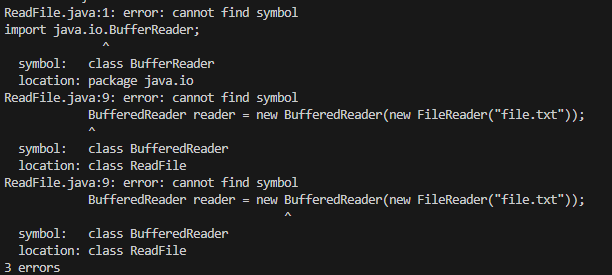 ReadFile.java:1: error: cannot find symbol
import java.io.BufferReader;
              ^
  symbol:   class BufferReader
  location: package java.io
ReadFile.java:9: error: cannot find symbol
            BufferedReader reader = new BufferedReader(new FileReader("file.txt"));
            ^
  symbol:   class BufferedReader
  location: class ReadFile
ReadFile.java:9: error: cannot find symbol
            BufferedReader reader = new BufferedReader(new FileReader("file.txt"));
                                        ^
  symbol:   class BufferedReader
  location: class ReadFile
3 errors